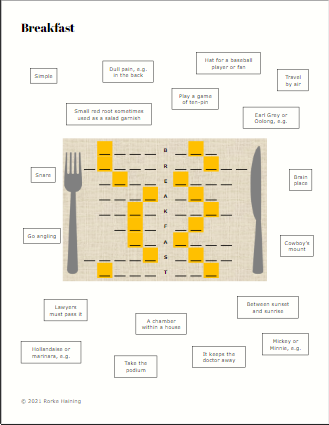 Breakfast
Hat for a baseball
player or fan
Dull pain, e.g.
in the back
Simple
Travel
by air
Play a game
of ten-pin
Small red root sometimes
used as a salad garnish
Earl Grey or
Oolong, e.g.
B
R
E
A
K
F
A
S
T
Snare
Brain
place
Go angling
Cowboy's
mount
Lawyers
must pass it
Between sunset
and sunrise
A chamber
within a house
Hollandaise or
marinara, e.g.
Mickey or
Minnie, e.g.
It keeps the
doctor away
Take the
podium
© 2021 Rorke Haining